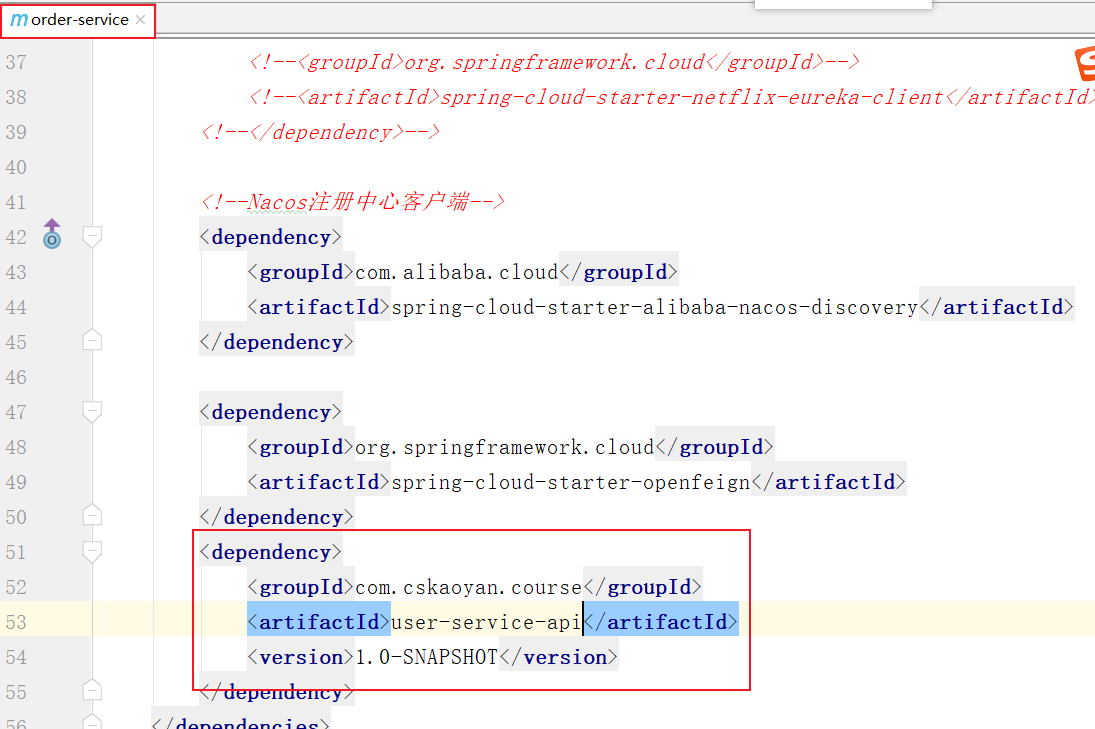 m order-service ×
37 <!--<groupId>org.springframework.cloud</groupId>-->
38 <!--<artifactId>spring-cloud-starter-netflix-eureka-client</artifactId>
39 <!--</dependency>-->
40
41 <!--Nacos注册中心客户端-->
42 <dependency>
43 <groupId>com.alibaba.cloud</groupId>
44 <artifactId>spring-cloud-starter-alibaba-nacos-discovery</artifactId>
45 </dependency>
46
47 <dependency>
48 <groupId>org.springframework.cloud</groupId>
49 <artifactId>spring-cloud-starter-openfeign</artifactId>
50 </dependency>
51 <dependency>
52 <groupId>com.cskaoyan.course</groupId>
53 <artifactId>user-service-api</artifactId>
54 <version>1.0-SNAPSHOT</version>
55 </dependency>
56 </dependencies>